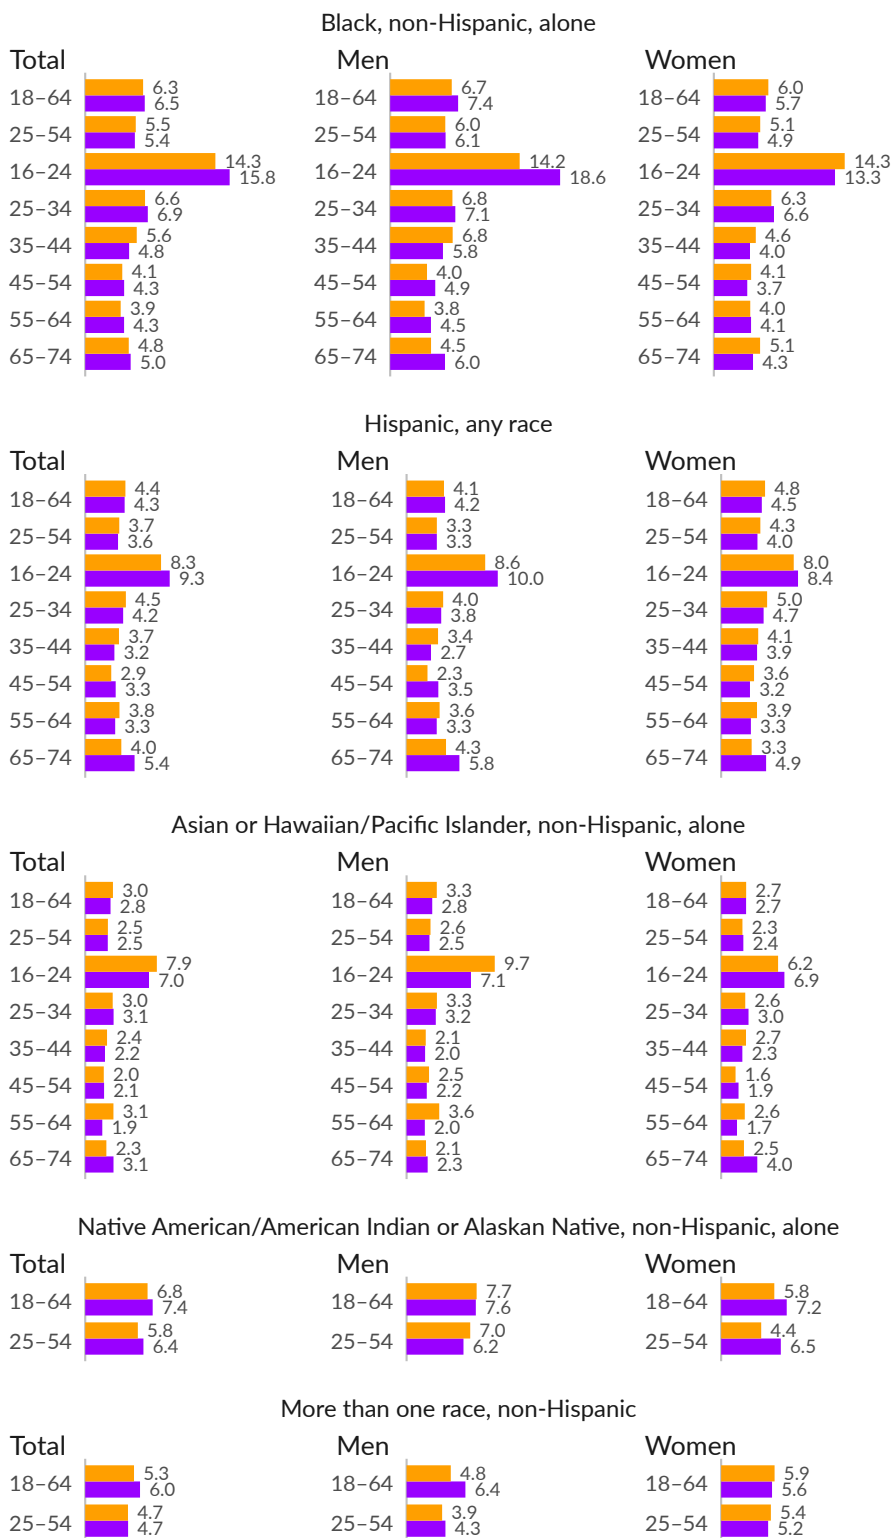 Black, non-Hispanic, alone
Total Men Women
18–64 6.3 6.5 18–64 6.7 7.4 18–64 6.0 5.7
25–54 5.5 5.4 25–54 6.0 6.1 25–54 5.1 4.9
16–24 14.3 15.8 16–24 14.2 18.6 16–24 14.3 13.3
25–34 6.6 6.9 25–34 6.8 7.1 25–34 6.3 6.6
35–44 5.6 4.8 35–44 6.8 5.8 35–44 4.6 4.0
45–54 4.1 4.3 45–54 4.0 4.9 45–54 4.1 3.7
55–64 3.9 4.3 55–64 3.8 4.5 55–64 4.0 4.1
65–74 4.8 5.0 65–74 4.5 6.0 65–74 5.1 4.3
Hispanic, any race
Total Men Women
18–64 4.4 4.3 18–64 4.1 4.2 18–64 4.8 4.5
25–54 3.7 3.6 25–54 3.3 3.3 25–54 4.3 4.0
16–24 8.3 9.3 16–24 8.6 10.0 16–24 8.0 8.4
25–34 4.5 4.2 25–34 4.0 3.8 25–34 5.0 4.7
35–44 3.7 3.2 35–44 3.4 2.7 35–44 4.1 3.9
45–54 2.9 3.3 45–54 2.3 3.5 45–54 3.6 3.2
55–64 3.8 3.3 55–64 3.6 3.3 55–64 3.9 3.3
65–74 4.0 5.4 65–74 4.3 5.8 65–74 3.3 4.9
Asian or Hawaiian/Pacific Islander, non-Hispanic, alone
Total Men Women
18–64 3.0 2.8 18–64 3.3 2.8 18–64 2.7 2.7
25–54 2.5 2.5 25–54 2.6 2.5 25–54 2.3 2.4
16–24 7.9 7.0 16–24 9.7 7.1 16–24 6.2 6.9
25–34 3.0 3.1 25–34 3.3 3.2 25–34 2.6 3.0
35–44 2.4 2.2 35–44 2.1 2.0 35–44 2.7 2.3
45–54 2.0 2.1 45–54 2.5 2.2 45–54 1.6 1.9
55–64 3.1 1.9 55–64 3.6 2.0 55–64 2.6 1.7
65–74 2.3 3.1 65–74 2.1 2.3 65–74 2.5 4.0
Native American/American Indian or Alaskan Native, non-Hispanic, alone
Total Men Women
18–64 6.8 7.4 18–64 7.7 7.6 18–64 5.8 7.2
25–54 5.8 6.4 25–54 7.0 6.2 25–54 4.4 6.5
More than one race, non-Hispanic
Total Men Women
18–64 5.3 6.0 18–64 4.8 6.4 18–64 5.9 5.6
25–54 4.7 4.7 25–54 3.9 4.3 25–54 5.4 5.2